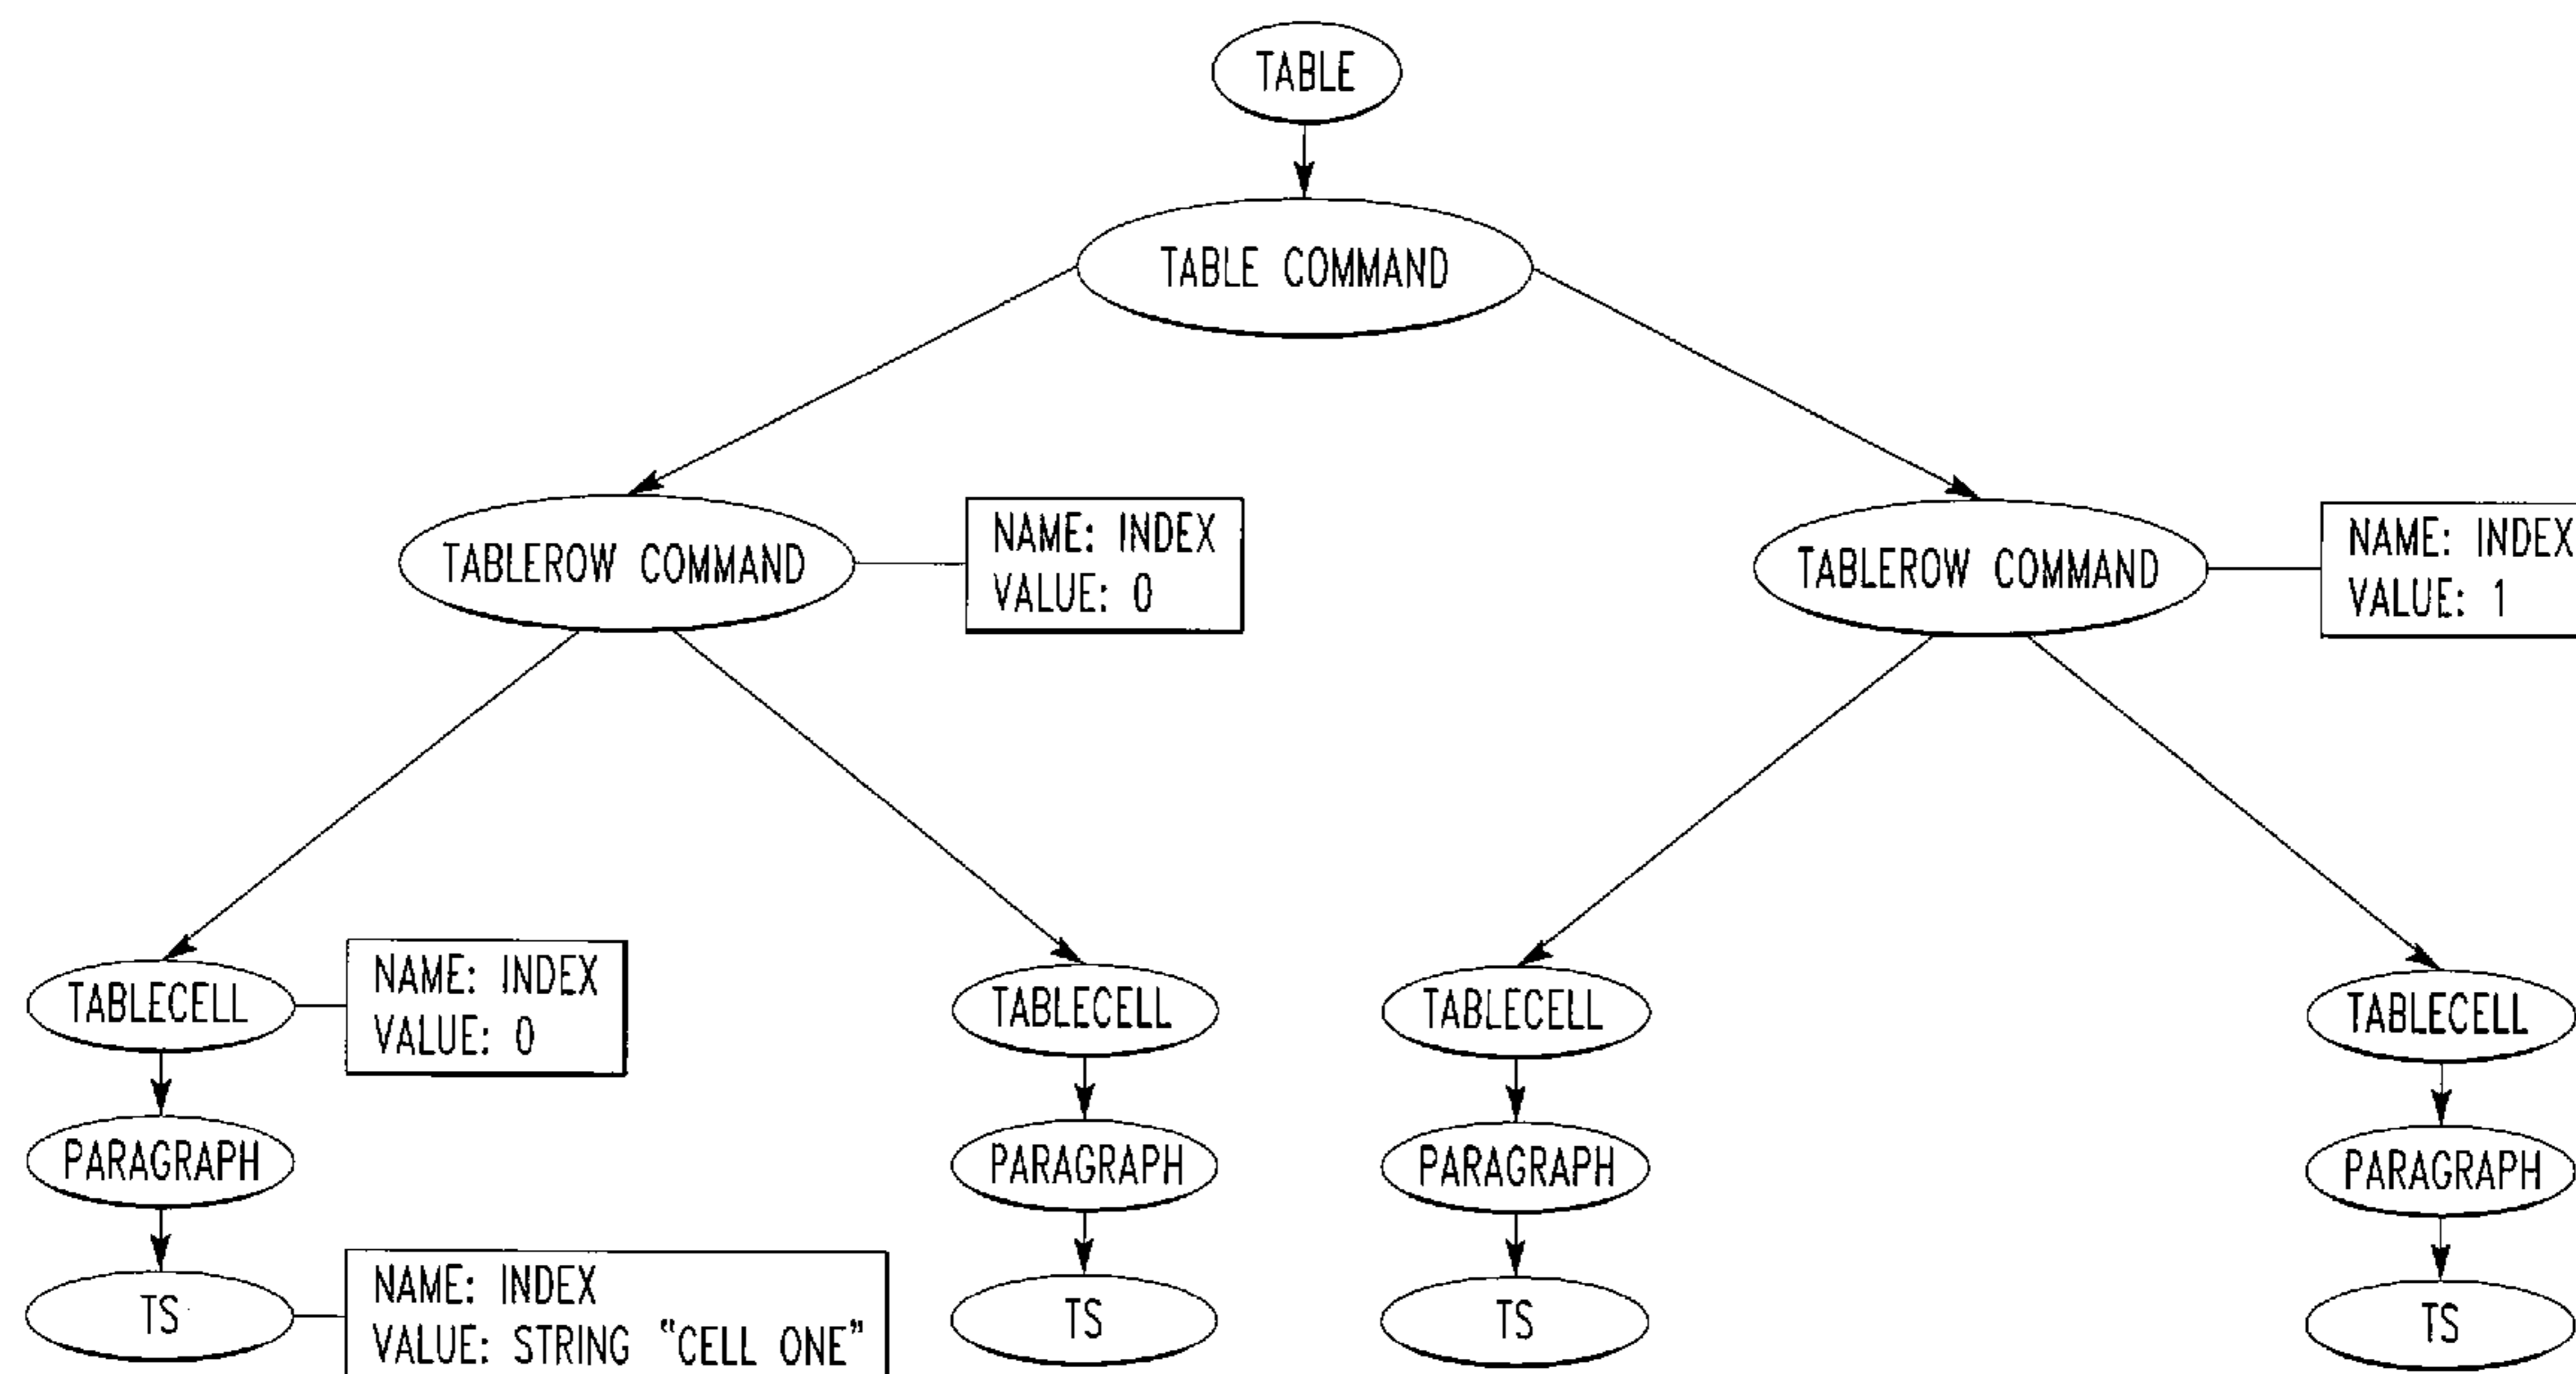 TABLE
TABLE COMMAND
TABLEROW COMMAND
NAME: INDEX
VALUE: 0
TABLEROW COMMAND
NAME: INDEX
VALUE: 1
TABLECELL
NAME: INDEX
VALUE: 0
TABLECELL
TABLECELL
TABLECELL
PARAGRAPH
PARAGRAPH
PARAGRAPH
PARAGRAPH
TS
NAME: INDEX
VALUE: STRING "CELL ONE"
TS
TS
TS